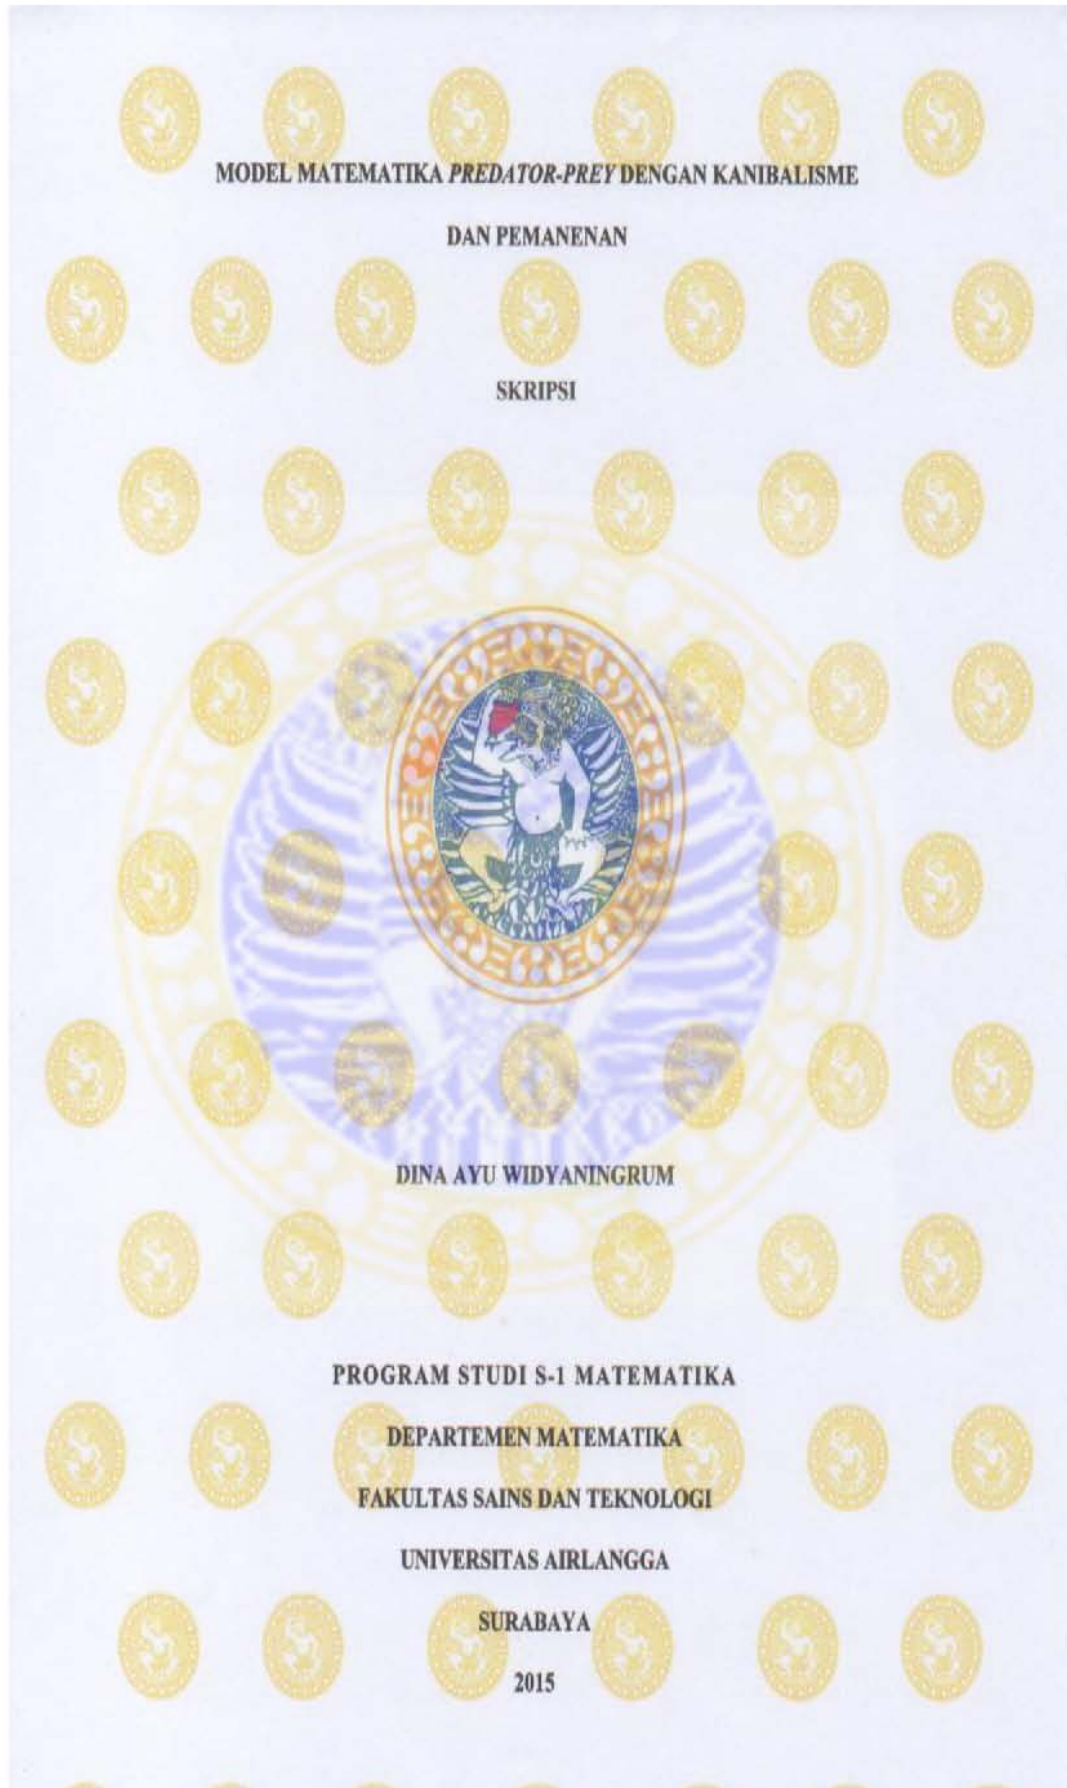 MODEL MATEMATIKA PREDATOR-PREY DENGAN KANIBALISME
DAN PEMANENAN
SKRIPSI
DINA AYU WIDYANINGRUM
PROGRAM STUDI S-1 MATEMATIKA
DEPARTEMEN MATEMATIKA
FAKULTAS SAINS DAN TEKNOLOGI
UNIVERSITAS AIRLANGGA
SURABAYA
2015